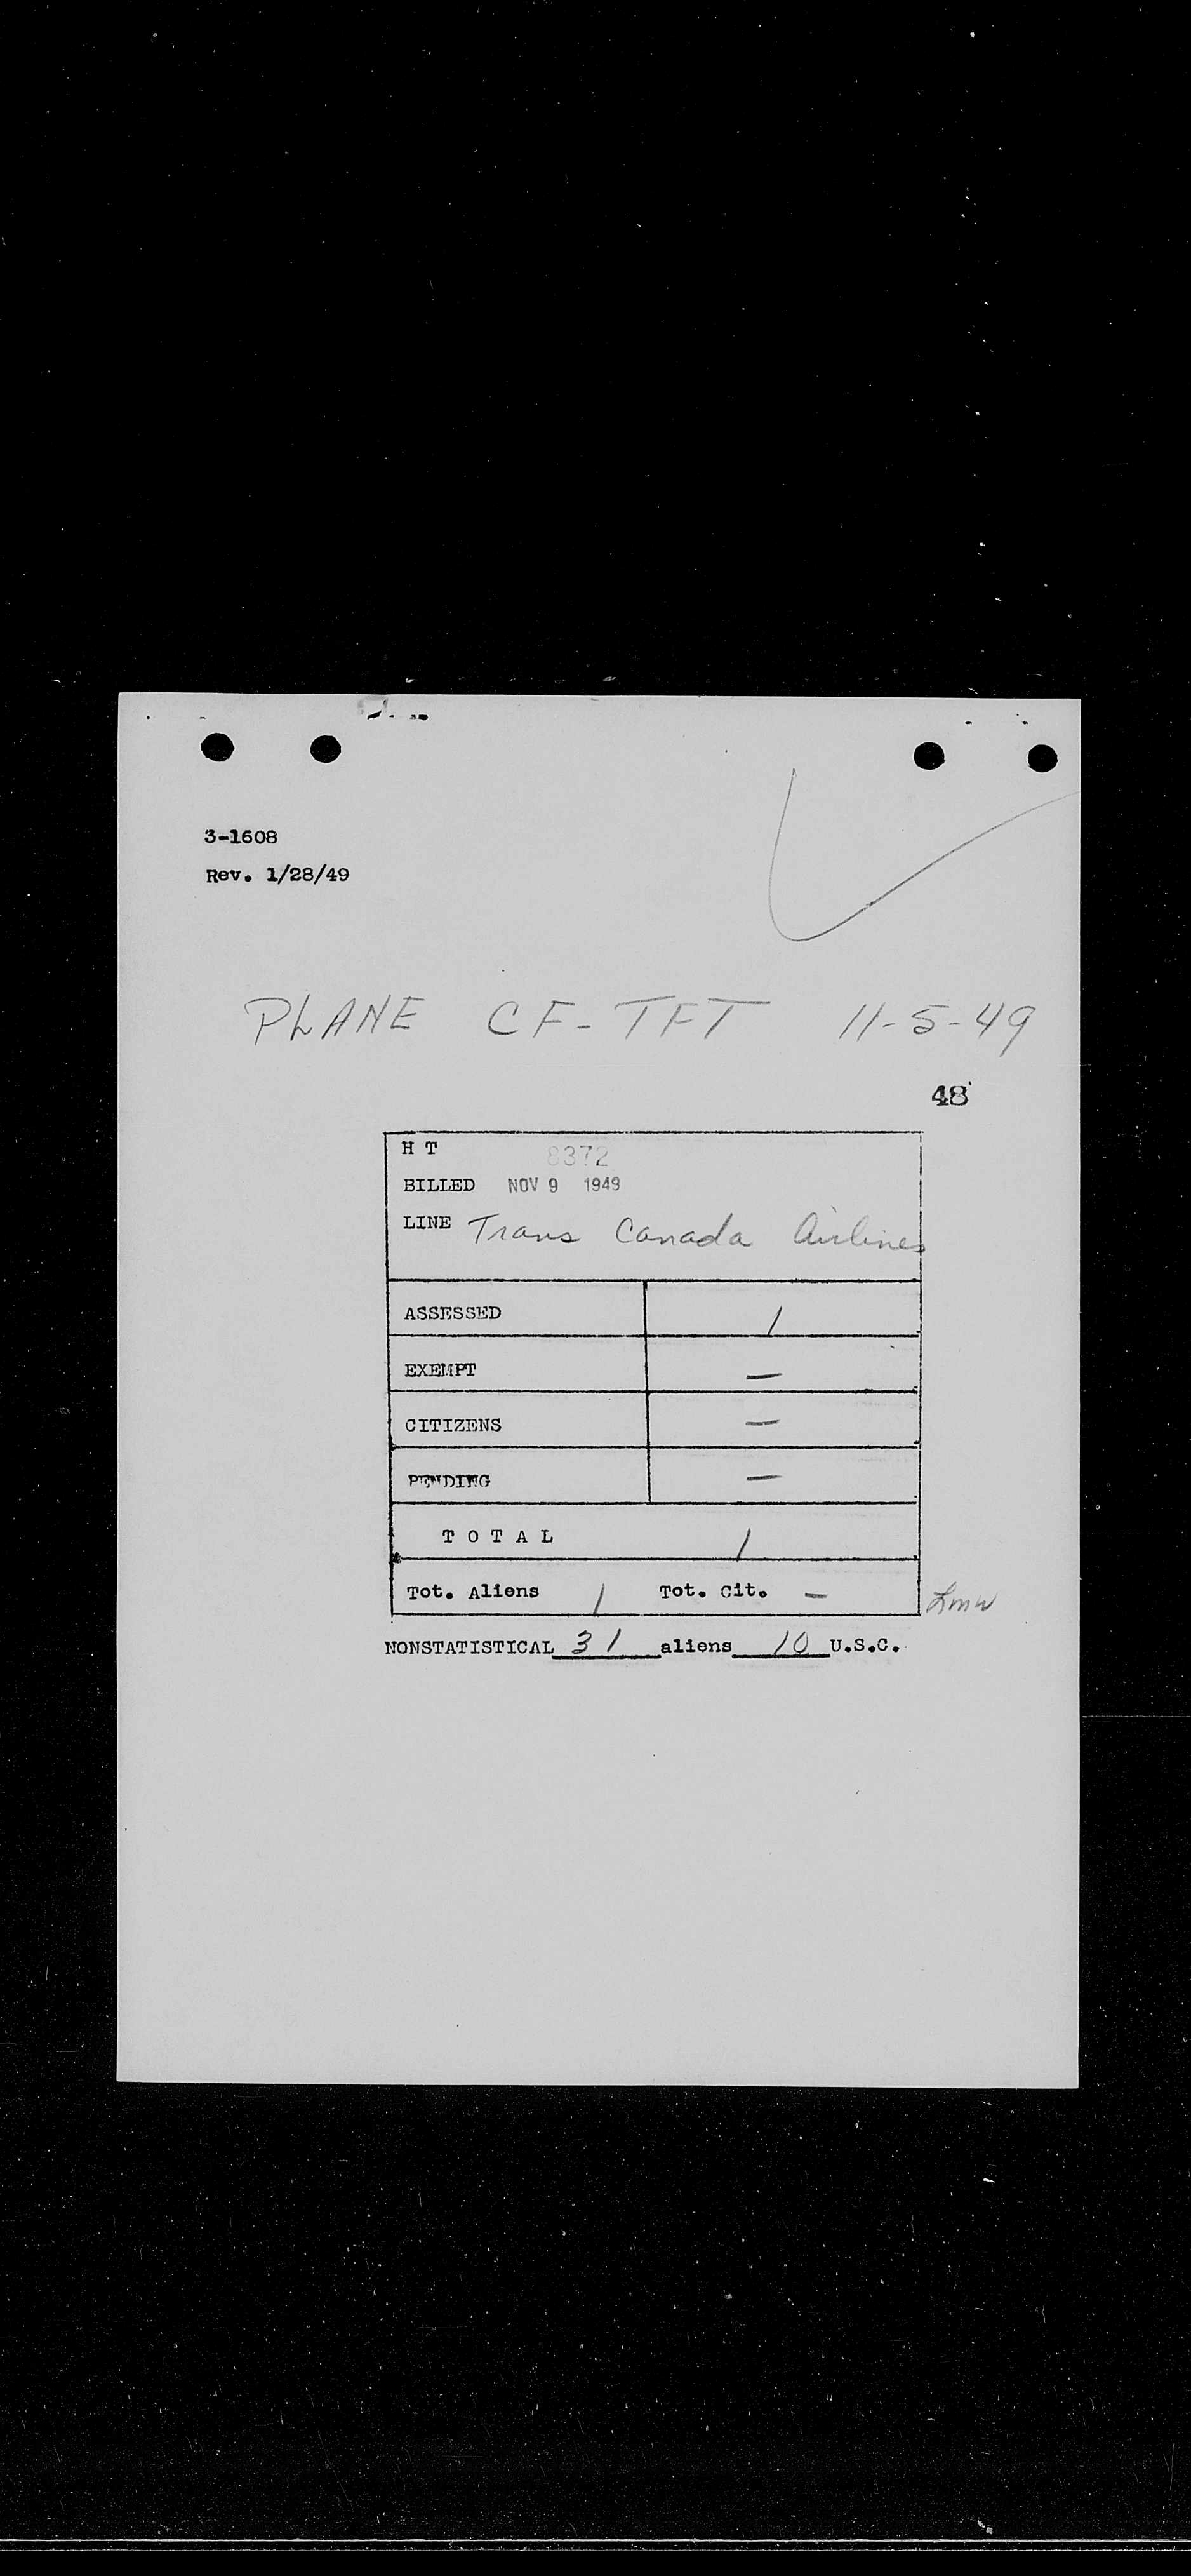 3-1608
Rev. 1/28/49
PLANE CF-TFT 11-5-49
48
H T 8372
BILLED NOV 9 1949
LINE Trans Canada Airlines
ASSESSED 1
EXEMPT —
CITIZENS —
PENDING —
T O T A L 1
Tot. Aliens 1 Tot. Cit. — Lmw
NONSTATISTICAL 31 aliens 10 U.S.C.